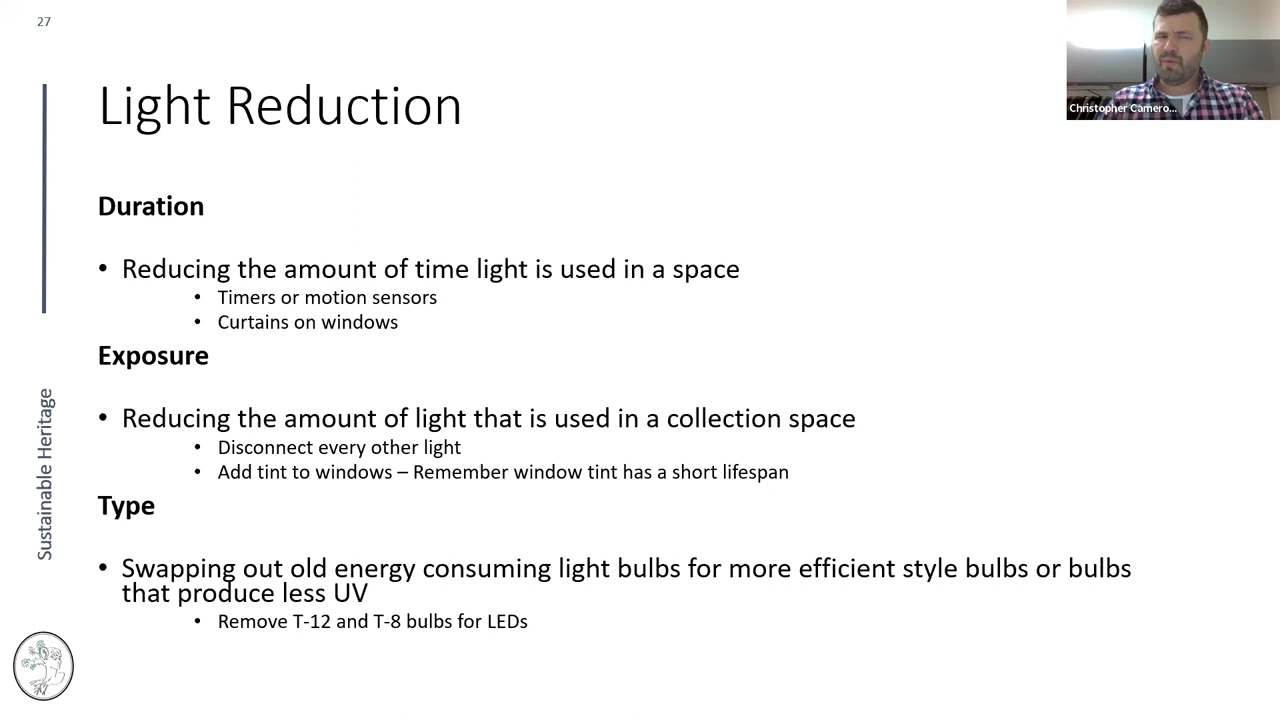 27
Light Reduction
Christopher Camero...
Duration
• Reducing the amount of time light is used in a space
• Timers or motion sensors
• Curtains on windows
Exposure
• Reducing the amount of light that is used in a collection space
• Disconnect every other light
• Add tint to windows – Remember window tint has a short lifespan
Type
• Swapping out old energy consuming light bulbs for more efficient style bulbs or bulbs
that produce less UV
• Remove T-12 and T-8 bulbs for LEDs
Sustainable Heritage